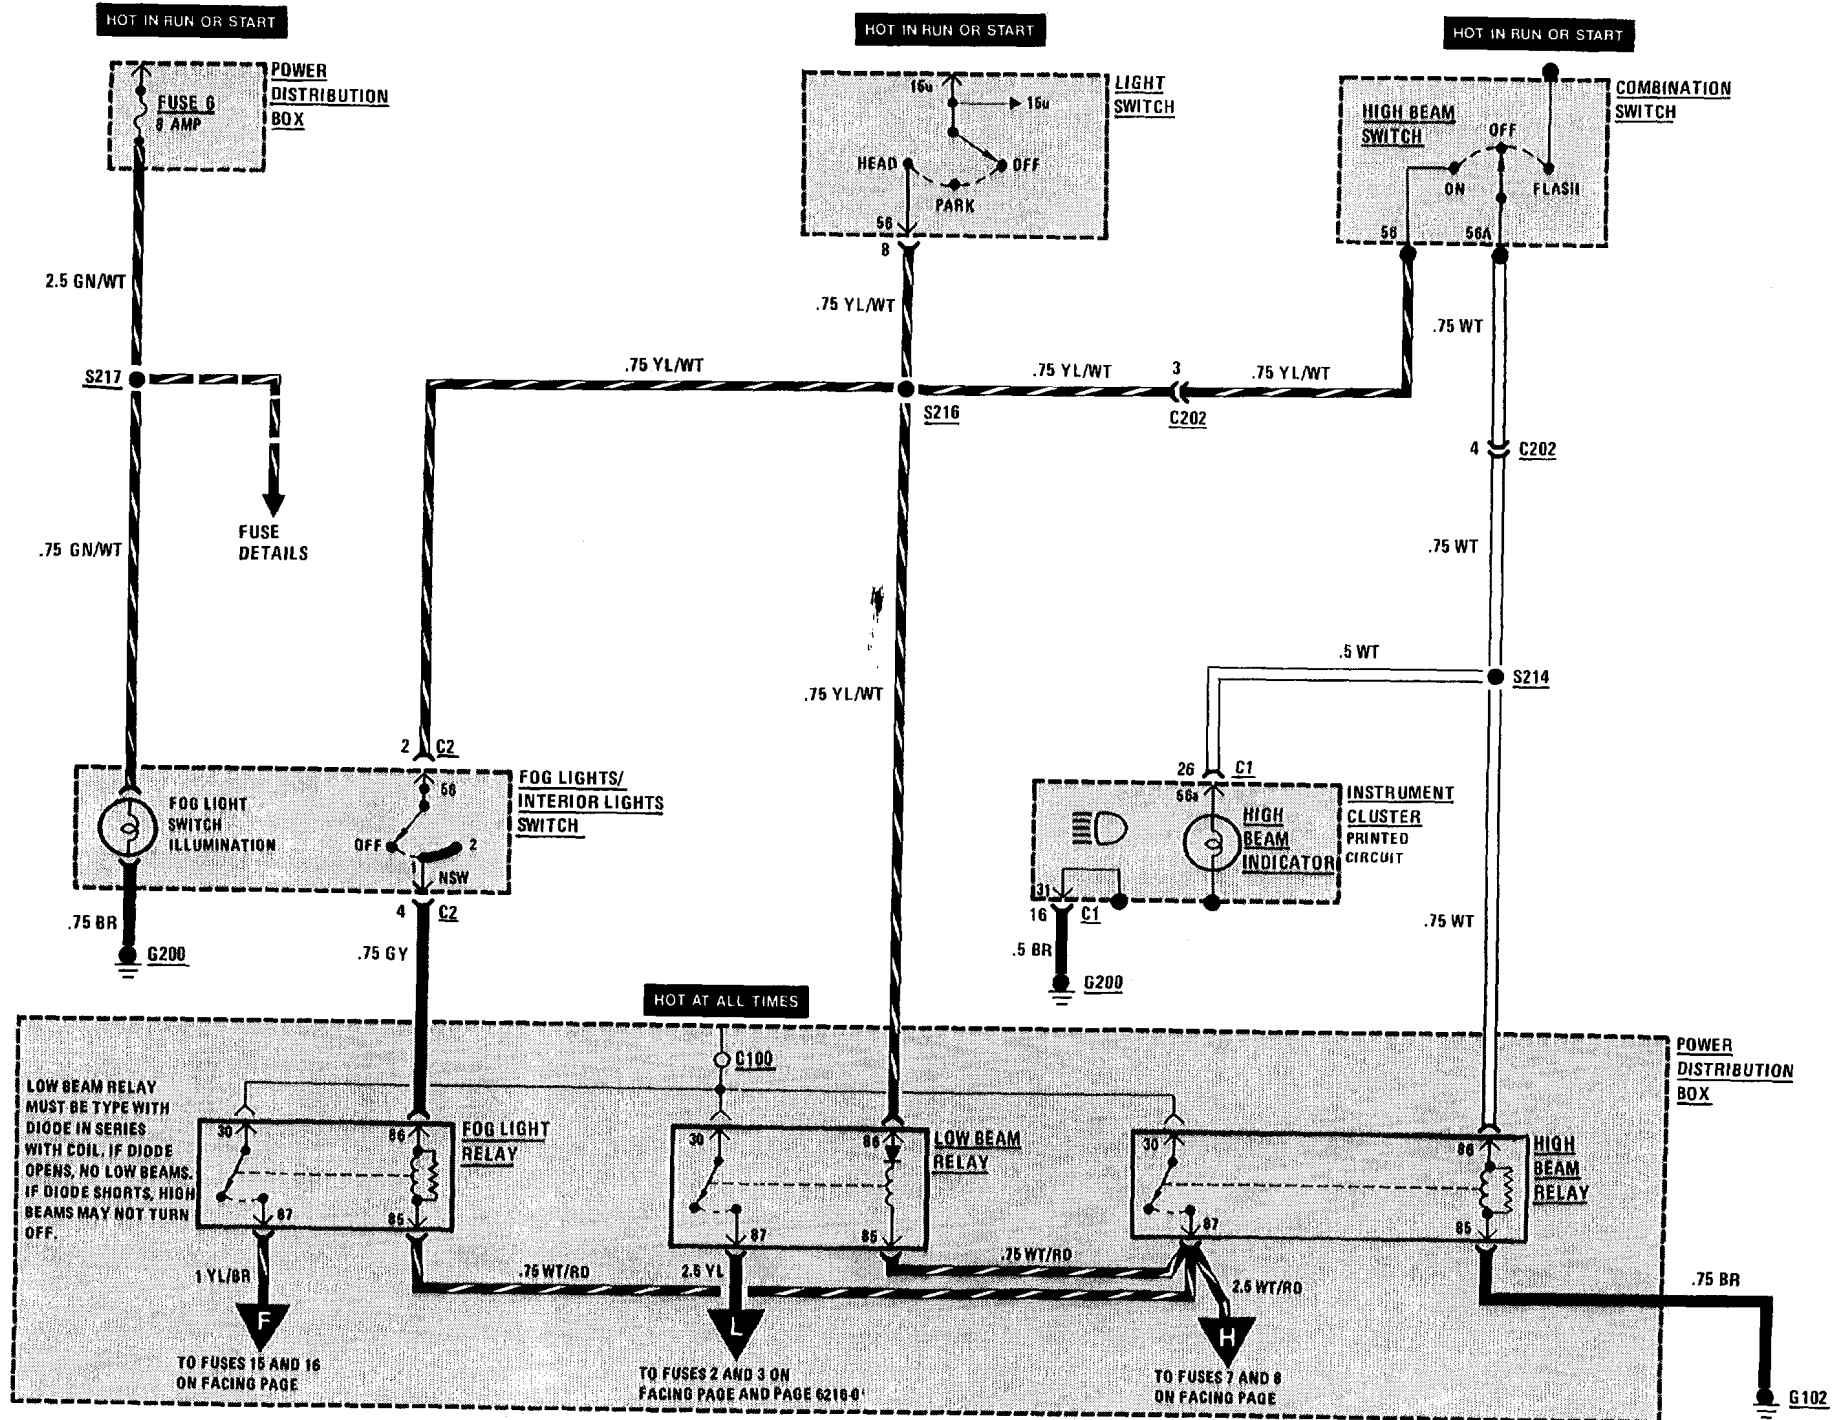 HOT IN RUN OR START
HOT IN RUN OR START
HOT IN RUN OR START
FUSE 6
8 AMP
POWER
DISTRIBUTION
BOX
15u
15u
HEAD
OFF
PARK
56
8
LIGHT
SWITCH
HIGH BEAM
SWITCH
OFF
ON
FLASH
56
56A
COMBINATION
SWITCH
2.5 GN/WT
.75 YL/WT
.75 WT
S217
.75 YL/WT
.75 YL/WT
3
.75 YL/WT
S216
C202
4
C202
FUSE
DETAILS
.75 GN/WT
.75 WT
.5 WT
S214
.75 YL/WT
2
C2
FOG LIGHT
SWITCH
ILLUMINATION
56
OFF
2
NSW
FOG LIGHTS/
INTERIOR LIGHTS
SWITCH
26
C1
56a
HIGH
BEAM
INDICATOR
31
INSTRUMENT
CLUSTER
PRINTED
CIRCUIT
16
C1
.75 BR
G200
4
C2
.75 GY
.5 BR
G200
.75 WT
HOT AT ALL TIMES
C100
POWER
DISTRIBUTION
BOX
LOW BEAM RELAY
MUST BE TYPE WITH
DIODE IN SERIES
WITH COIL. IF DIODE
OPENS, NO LOW BEAMS.
IF DIODE SHORTS, HIGH
BEAMS MAY NOT TURN
OFF.
30
86
87
85
FOG LIGHT
RELAY
30
86
87
85
LOW BEAM
RELAY
30
86
87
85
HIGH
BEAM
RELAY
1 YL/BR
.75 WT/RD
2.5 YL
.75 WT/RD
2.5 WT/RD
.75 BR
F
L
H
TO FUSES 15 AND 16
ON FACING PAGE
TO FUSES 2 AND 3 ON
FACING PAGE AND PAGE 6216-0
TO FUSES 7 AND 8
ON FACING PAGE
G102